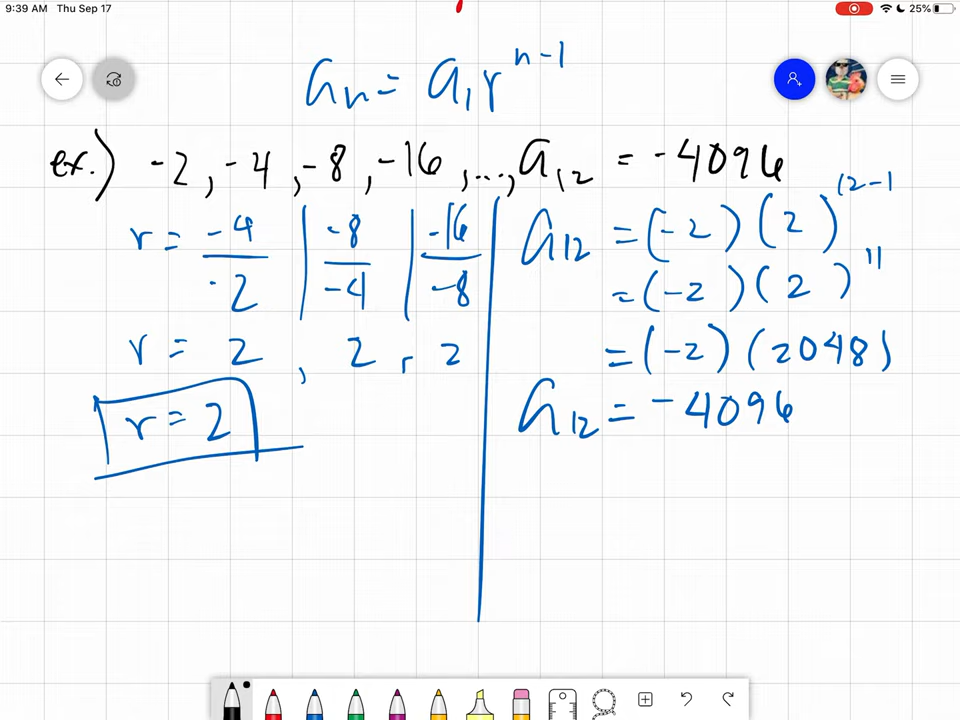 9:39 AM Thu Sep 17 25%
aₙ = a₁rⁿ⁻¹
ex.) -2, -4, -8, -16, ..., a₁₂ = -4096
r = -4/-2 | -8/-4 | -16/-8
r = 2, 2, 2
r = 2
a₁₂ = (-2)(2)¹²⁻¹
= (-2)(2)¹¹
= (-2)(2048)
a₁₂ = -4096